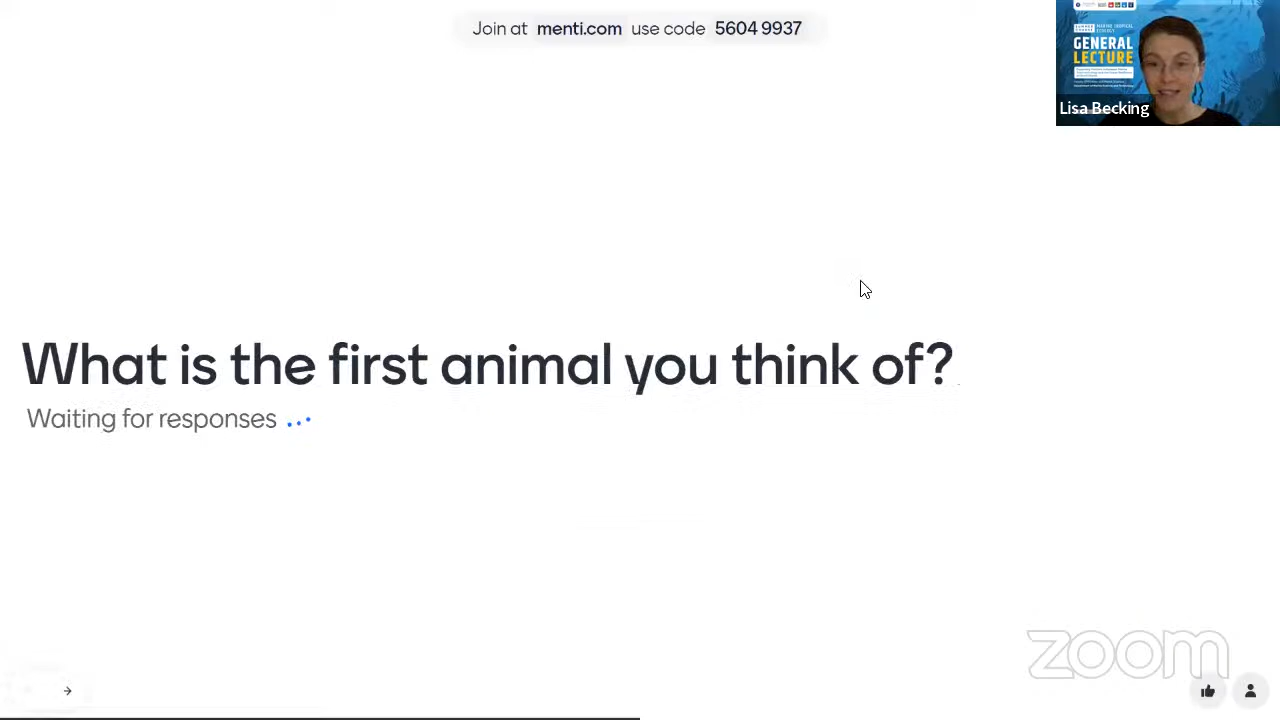 Join at menti.com use code 5604 9937
GENERAL
LECTURE
Lisa Becking
What is the first animal you think of?
Waiting for responses
zoom